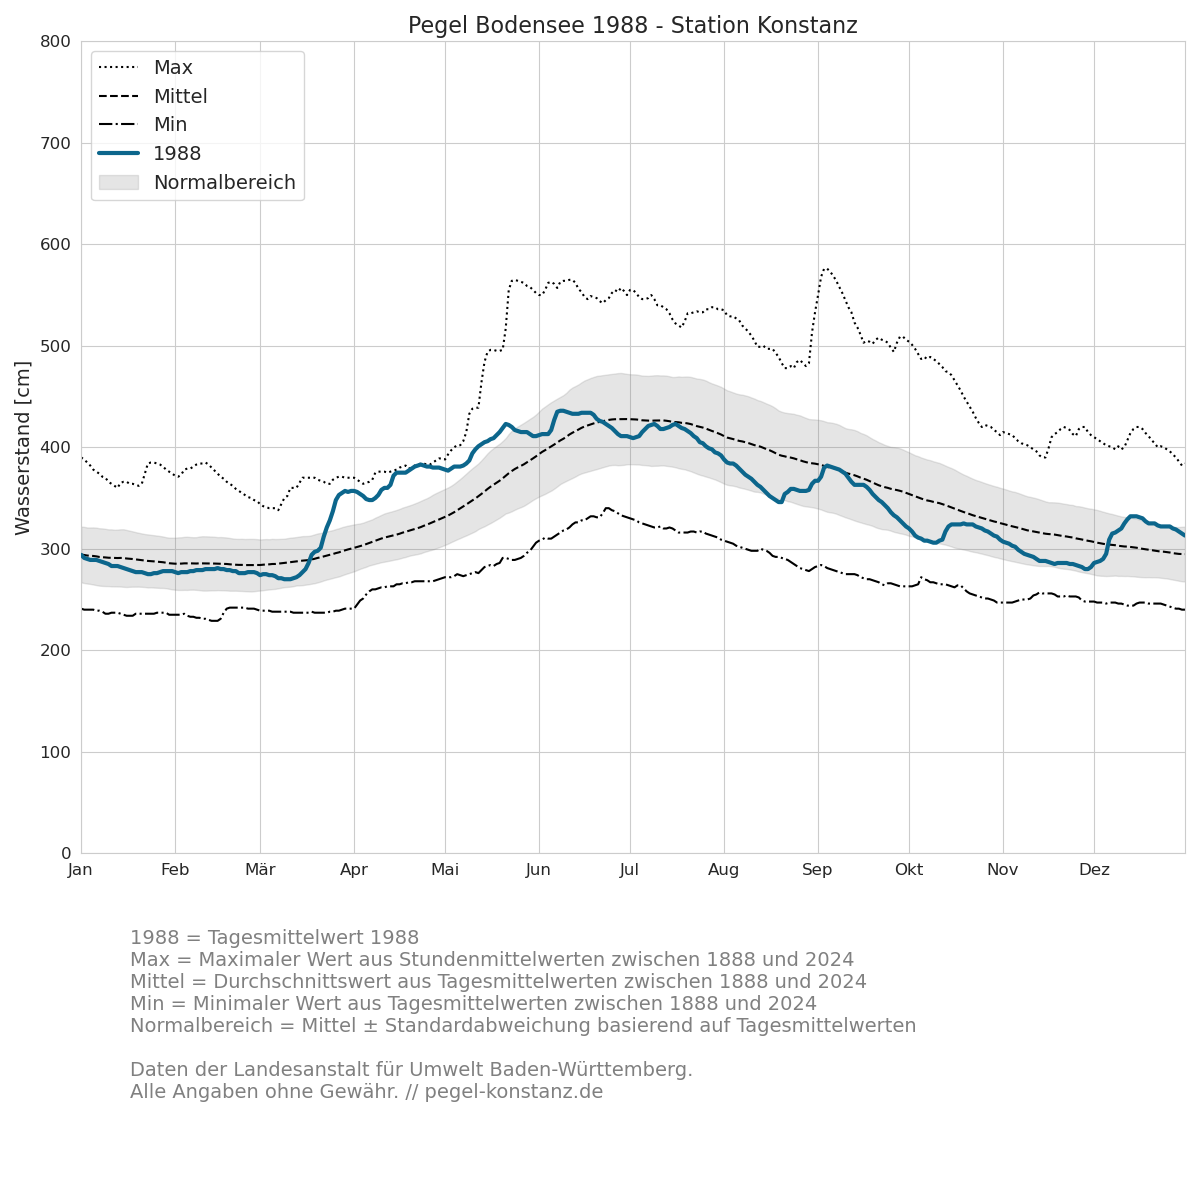 Pegel Bodensee 1988 - Station Konstanz
800
700
600
500
400
300
200
100
0
Wasserstand [cm]
Max
Mittel
Min
1988
Normalbereich
Jan Feb Mär Apr Mai Jun Jul Aug Sep Okt Nov Dez
1988 = Tagesmittelwert 1988
Max = Maximaler Wert aus Stundenmittelwerten zwischen 1888 und 2024
Mittel = Durchschnittswert aus Tagesmittelwerten zwischen 1888 und 2024
Min = Minimaler Wert aus Tagesmittelwerten zwischen 1888 und 2024
Normalbereich = Mittel ± Standardabweichung basierend auf Tagesmittelwerten
Daten der Landesanstalt für Umwelt Baden-Württemberg.
Alle Angaben ohne Gewähr. // pegel-konstanz.de